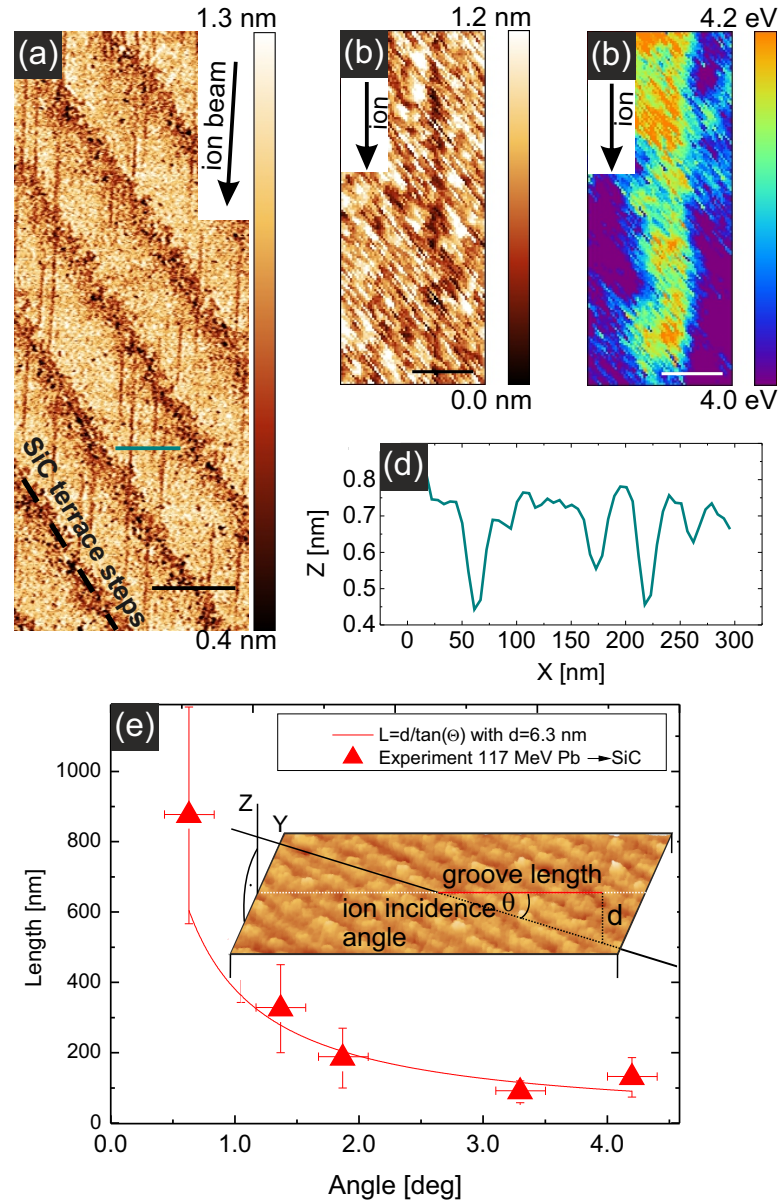 (a)
1.3 nm
ion beam
SiC terrace steps
0.4 nm
(b)
1.2 nm
ion
0.0 nm
(b)
4.2 eV
ion
4.0 eV
(d)
0.8
0.7
0.6
0.5
0.4
Z [nm]
0 50 100 150 200 250 300
X [nm]
(e)
L=d/tan(Θ) with d=6.3 nm
Experiment 117 MeV Pb →SiC
1000
800
600
400
200
0
Length [nm]
Z
Y
groove length
ion incidence θ
angle
d
0.0 1.0 2.0 3.0 4.0
Angle [deg]